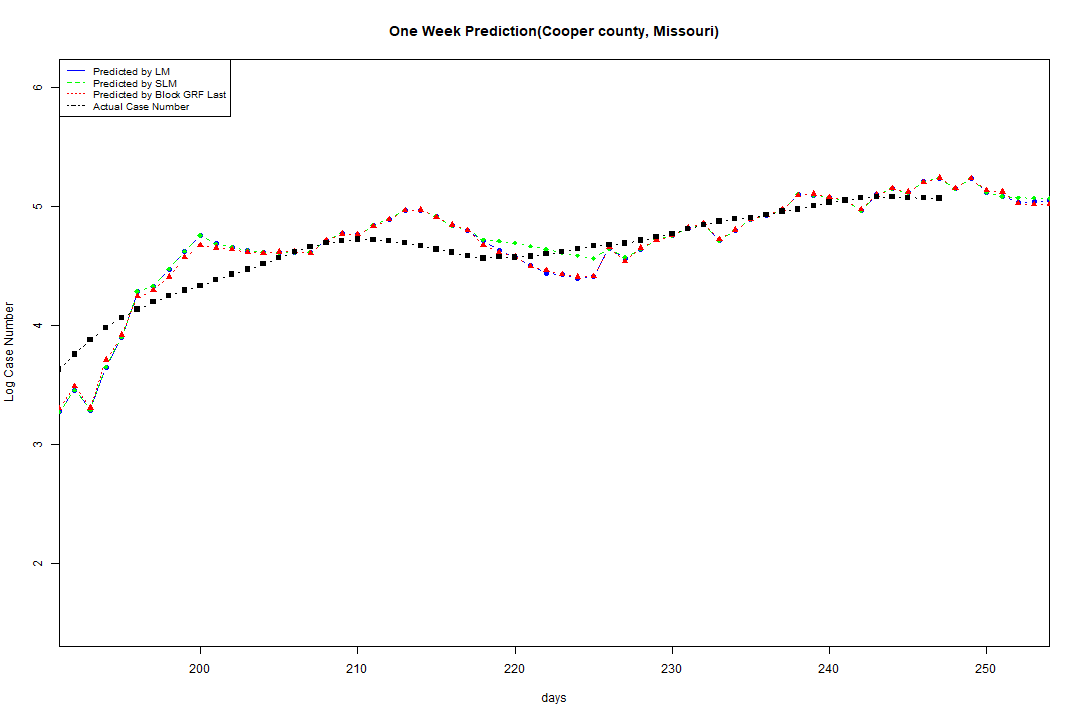 One Week Prediction(Cooper county, Missouri)
Predicted by LM
Predicted by SLM
Predicted by Block GRF Last
Actual Case Number
6
5
4
3
2
Log Case Number
200 210 220 230 240 250
days